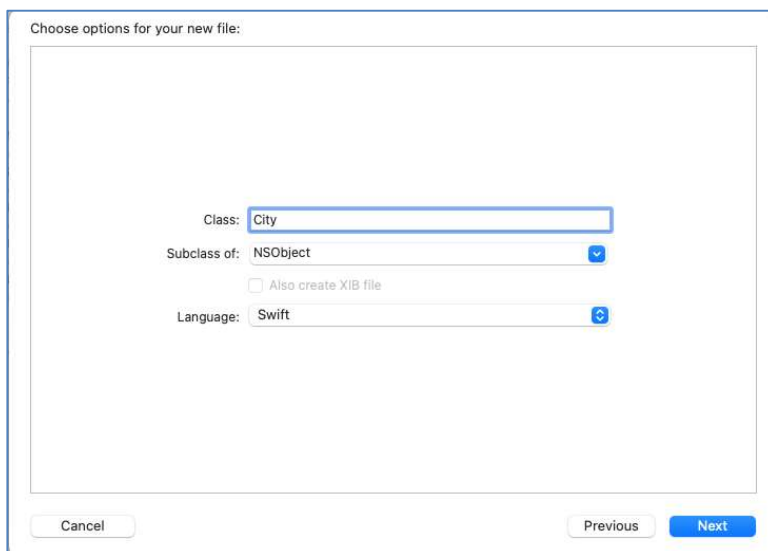 Choose options for your new file:
Class: City
Subclass of: NSObject
Also create XIB file
Language: Swift
Cancel Previous Next